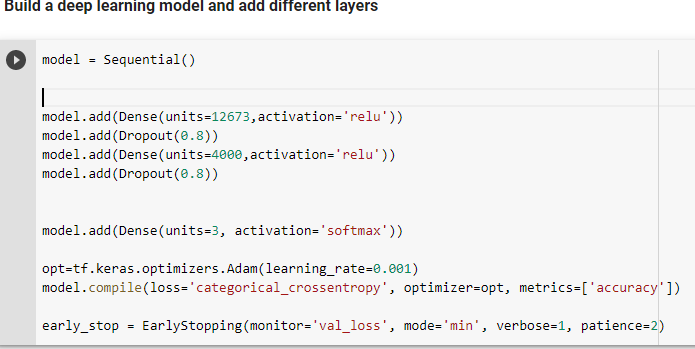 Build a deep learning model and add different layers
model = Sequential()
model.add(Dense(units=12673,activation='relu'))
model.add(Dropout(0.8))
model.add(Dense(units=4000,activation='relu'))
model.add(Dropout(0.8))
model.add(Dense(units=3, activation='softmax'))
opt=tf.keras.optimizers.Adam(learning_rate=0.001)
model.compile(loss='categorical_crossentropy', optimizer=opt, metrics=['accuracy'])
early_stop = EarlyStopping(monitor='val_loss', mode='min', verbose=1, patience=2)